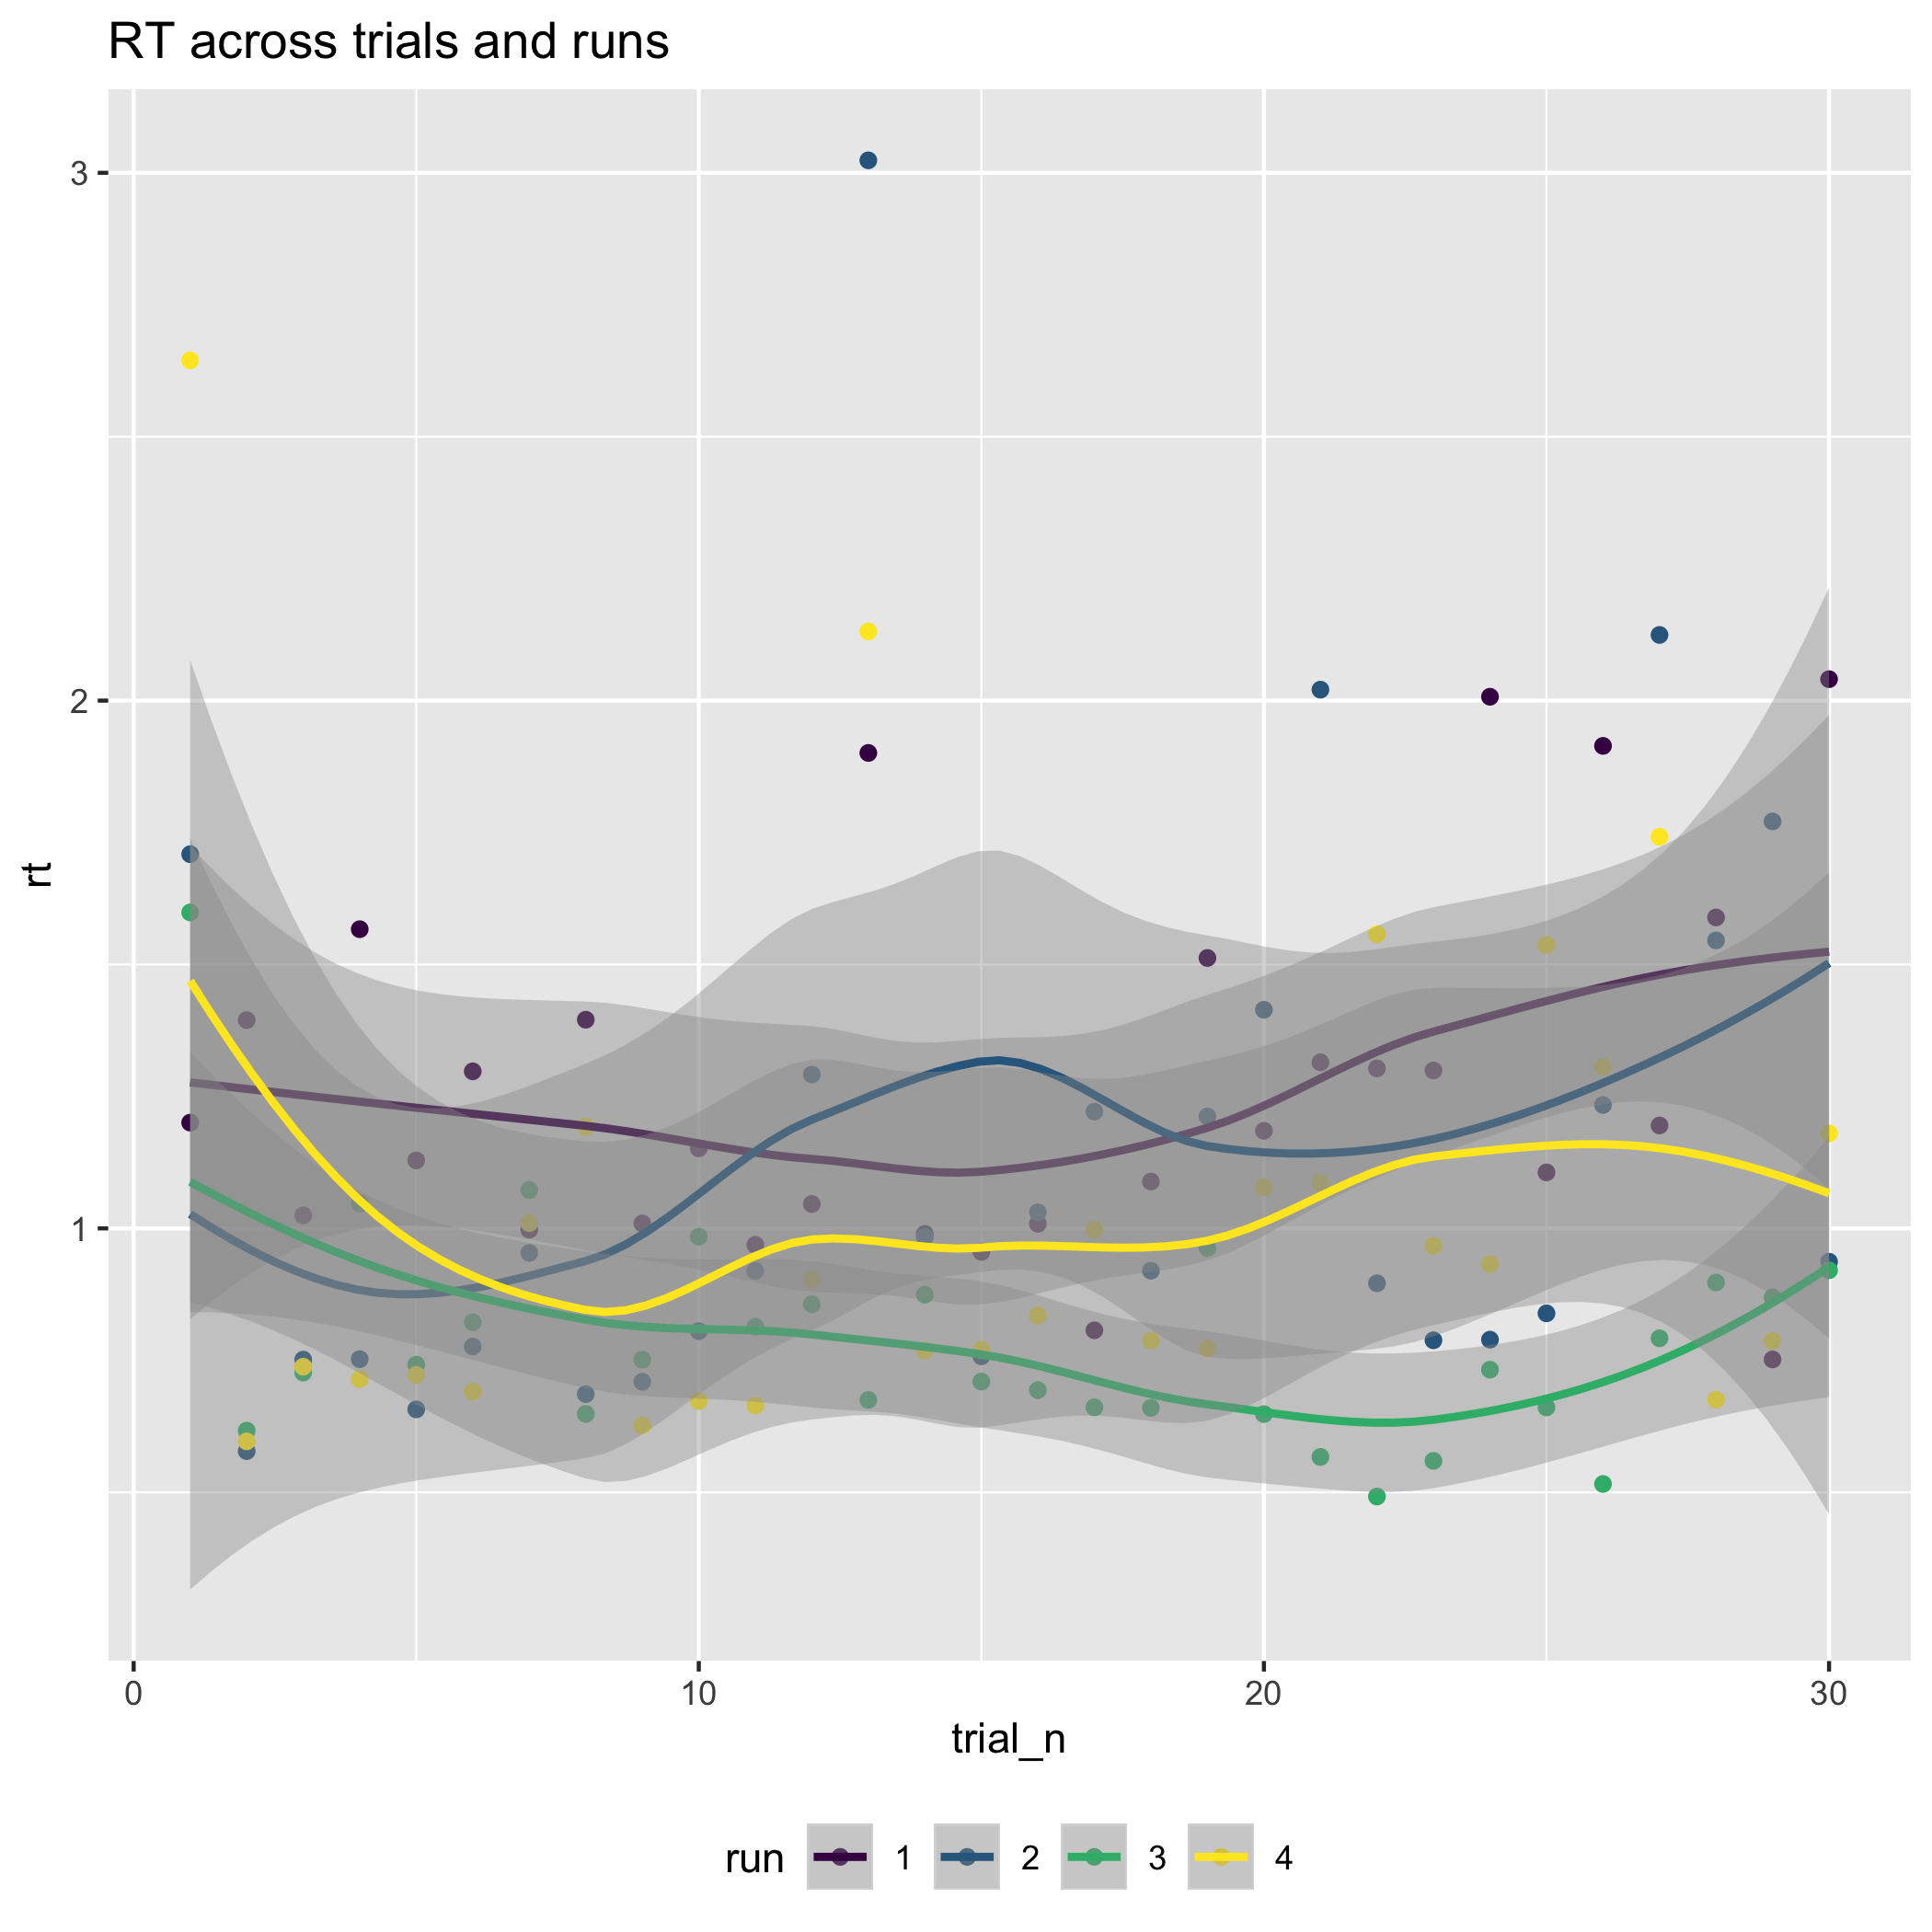 RT across trials and runs
3
2
1
rt
0 10 20 30
trial_n
run 1 2 3 4